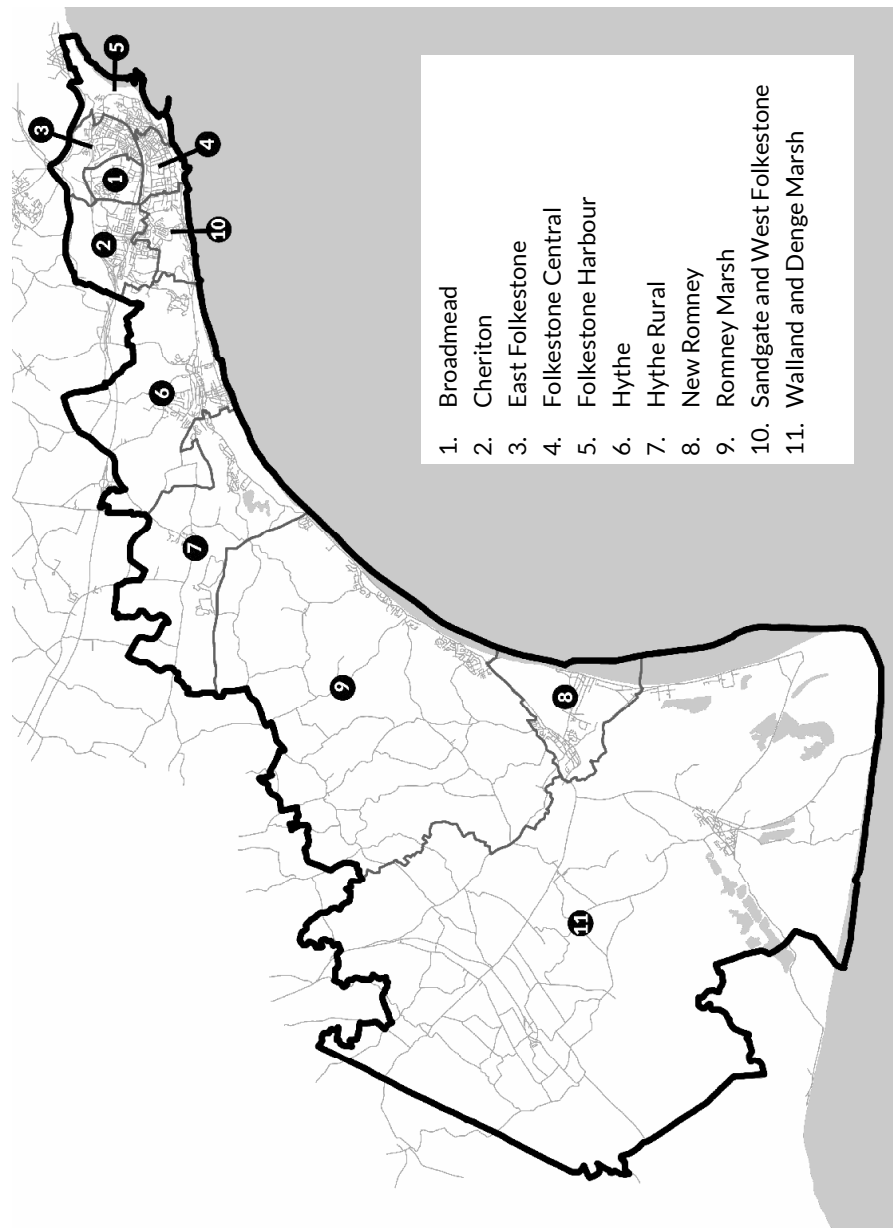 1. Broadmead
2. Cheriton
3. East Folkestone
4. Folkestone Central
5. Folkestone Harbour
6. Hythe
7. Hythe Rural
8. New Romney
9. Romney Marsh
10. Sandgate and West Folkestone
11. Walland and Denge Marsh
5
3
1
4
2
10
6
7
9
8
11